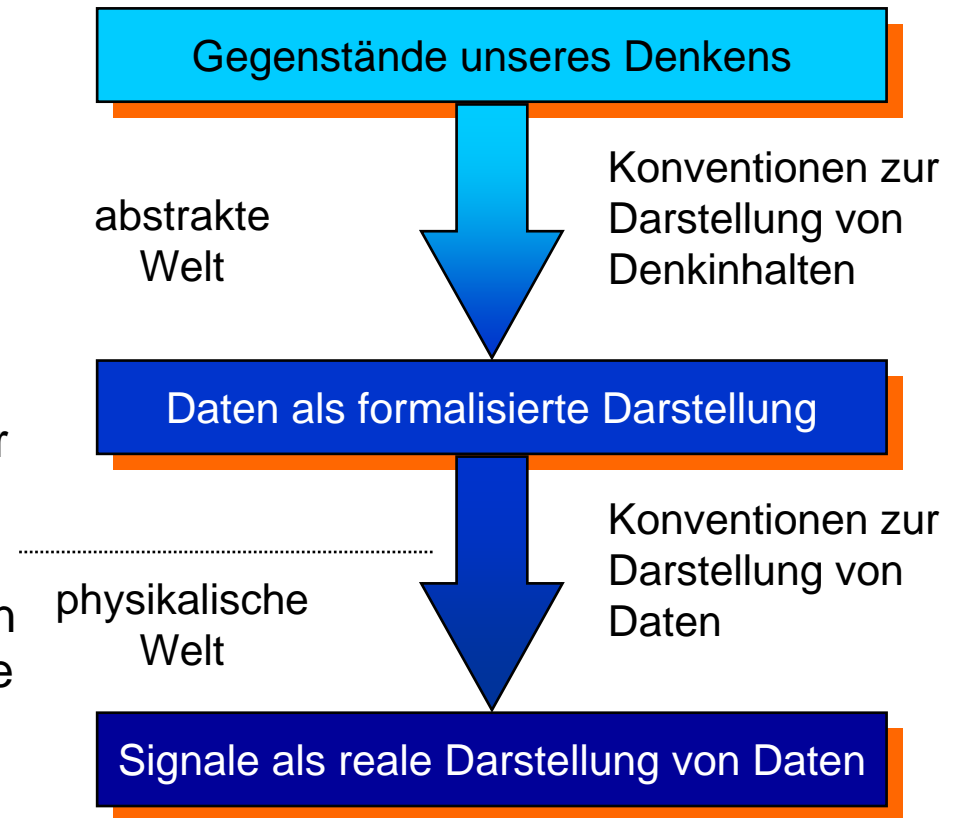 Gegenstände unseres Denkens
Konventionen zur
Darstellung von
Denkinhalten
abstrakte
Welt
Daten als formalisierte Darstellung
r
Konventionen zur
Darstellung von
Daten
physikalische
Welt
n
e
Signale als reale Darstellung von Daten